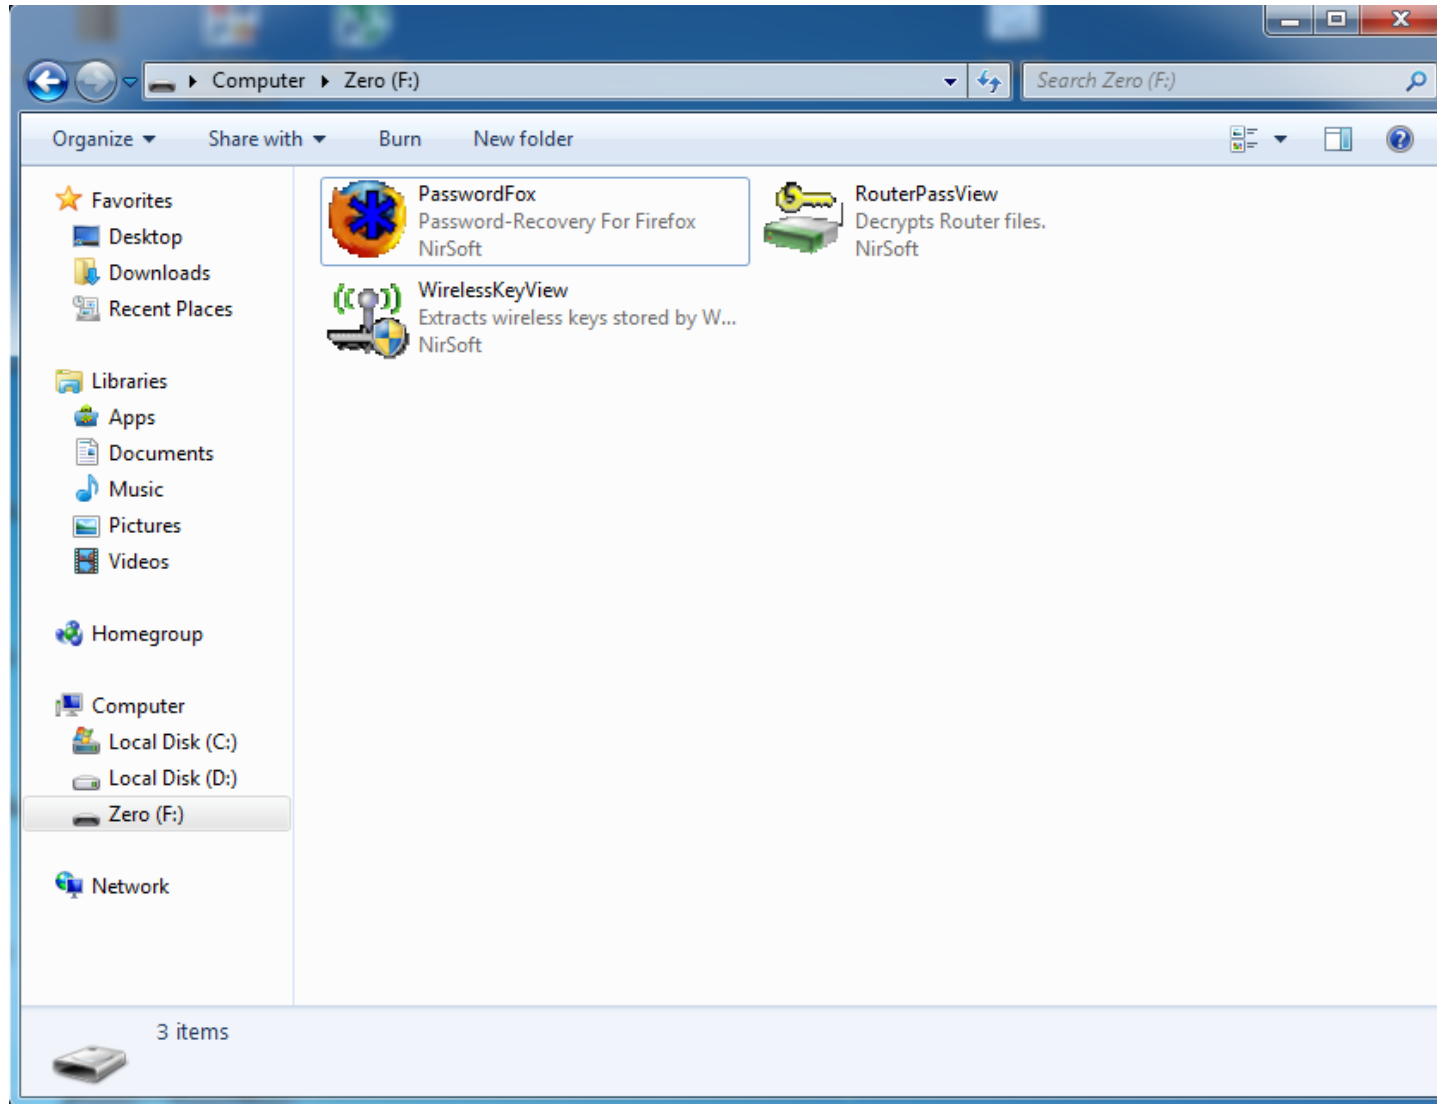 Computer ▸ Zero (F:)
Search Zero (F:)
Organize Share with Burn New folder
Favorites
Desktop
Downloads
Recent Places
Libraries
Apps
Documents
Music
Pictures
Videos
Homegroup
Computer
Local Disk (C:)
Local Disk (D:)
Zero (F:)
Network
PasswordFox
Password-Recovery For Firefox
NirSoft
RouterPassView
Decrypts Router files.
NirSoft
WirelessKeyView
Extracts wireless keys stored by W...
NirSoft
3 items